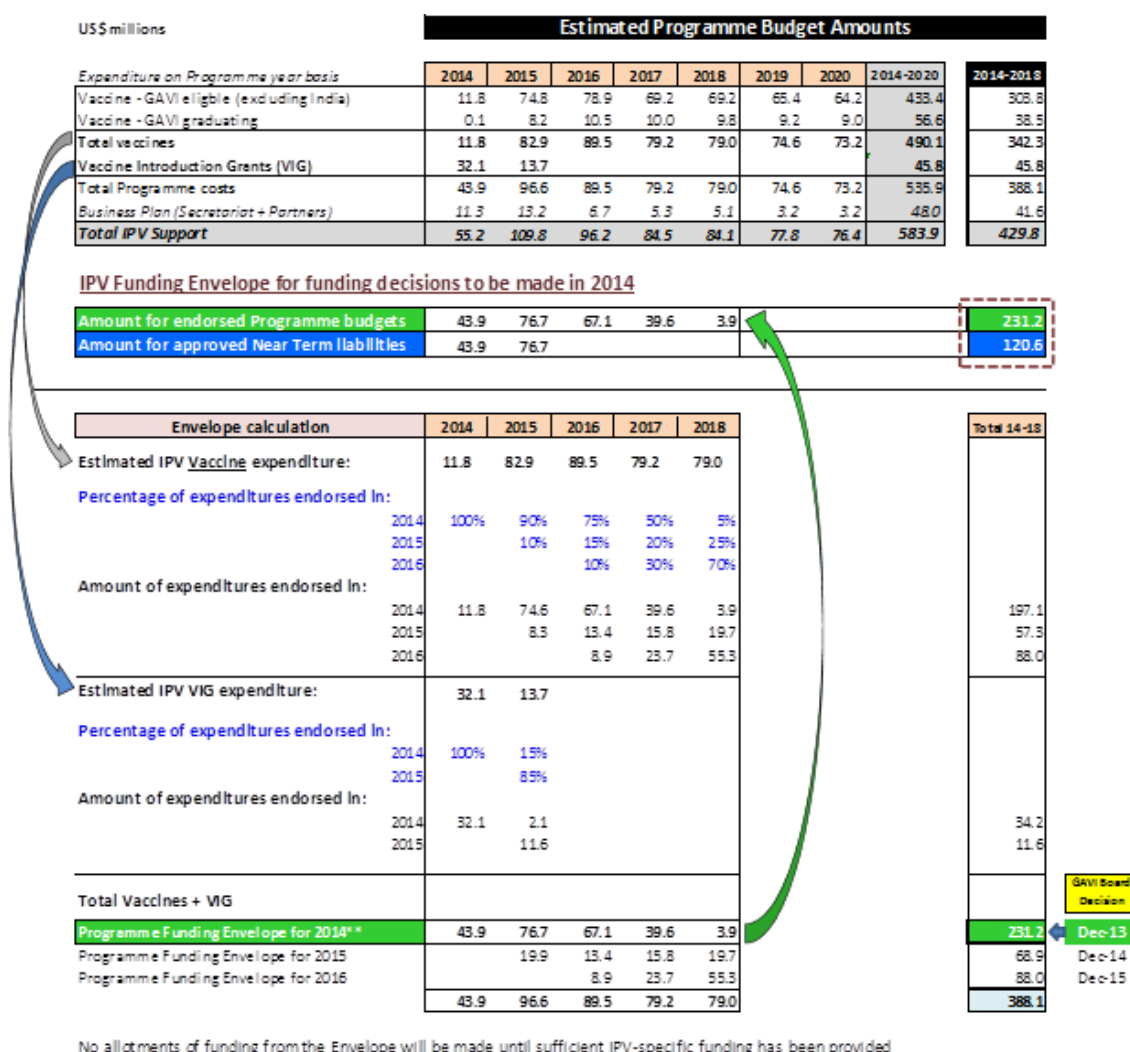 US$ millions Estimated Programme Budget Amounts
Expenditure on Programme year basis 2014 2015 2016 2017 2018 2019 2020 2014-2020 2014-2018
Vaccine - GAVI eligble (excluding India) 11.8 74.8 78.9 69.2 69.2 65.4 64.2 433.4 303.8
Vaccine - GAVI graduating 0.1 8.2 10.5 10.0 9.8 9.2 9.0 56.6 38.5
Total vaccines 11.8 82.9 89.5 79.2 79.0 74.6 73.2 490.1 342.3
Vaccine Introduction Grants (VIG) 32.1 13.7 45.8 45.8
Total Programme costs 43.9 96.6 89.5 79.2 79.0 74.6 73.2 535.9 388.1
Business Plan (Secretariat + Partners) 11.3 13.2 6.7 5.3 5.1 3.2 3.2 48.0 41.6
Total IPV Support 55.2 109.8 96.2 84.5 84.1 77.8 76.4 583.9 429.8
IPV Funding Envelope for funding decisions to be made in 2014
Amount for endorsed Programme budgets 43.9 76.7 67.1 39.6 3.9 231.2
Amount for approved Near Term liabilities 43.9 76.7 120.6
Envelope calculation 2014 2015 2016 2017 2018 Total 14-18
Estimated IPV Vaccine expenditure: 11.8 82.9 89.5 79.2 79.0
Percentage of expenditures endorsed in:
2014 100% 90% 75% 50% 5%
2015 10% 15% 20% 25%
2016 10% 30% 70%
Amount of expenditures endorsed in:
2014 11.8 74.6 67.1 39.6 3.9 197.1
2015 8.3 13.4 15.8 19.7 57.3
2016 8.9 23.7 55.3 88.0
Estimated IPV VIG expenditure: 32.1 13.7
Percentage of expenditures endorsed in:
2014 100% 15%
2015 85%
Amount of expenditures endorsed in:
2014 32.1 2.1 34.2
2015 11.6 11.6
Total Vaccines + VIG GAVI Board Decision
Programme Funding Envelope for 2014** 43.9 76.7 67.1 39.6 3.9 231.2 Dec-13
Programme Funding Envelope for 2015 19.9 13.4 15.8 19.7 68.9 Dec-14
Programme Funding Envelope for 2016 8.9 23.7 55.3 88.0 Dec-15
43.9 96.6 89.5 79.2 79.0 388.1
No allotments of funding from the Envelope will be made until sufficient IPV-specific funding has been provided